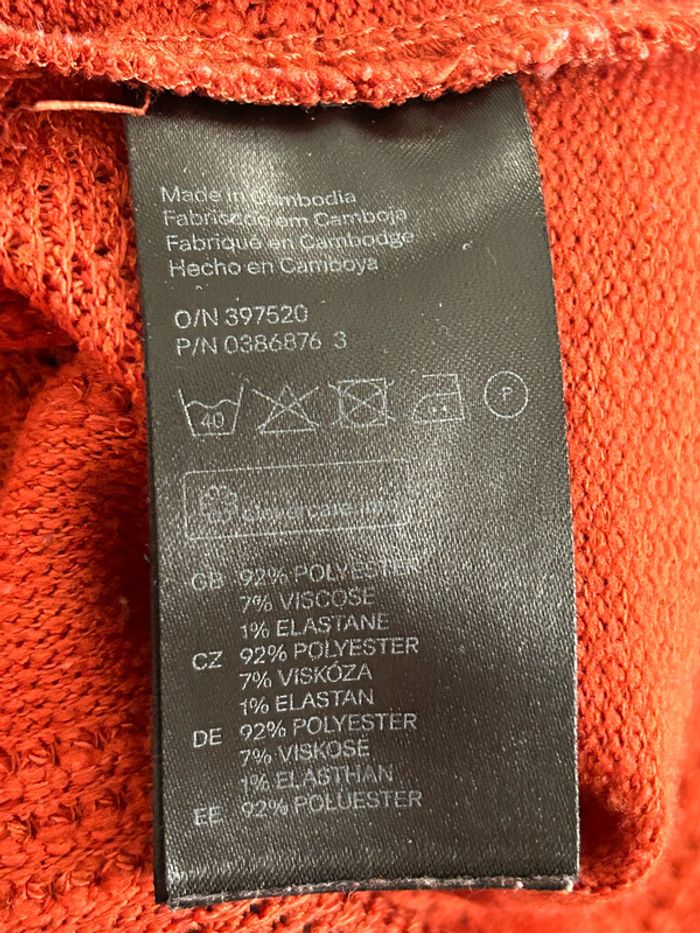 Made in Cambodia
Fabricado em Camboja
Fabriqué en Cambodge
Hecho en Camboya
O/N 397520
P/N 0386876 3
40
P
clevercare.info
GB 92% POLYESTER
7% VISCOSE
1% ELASTANE
CZ 92% POLYESTER
7% VISKÓZA
1% ELASTAN
DE 92% POLYESTER
7% VISKOSE
1% ELASTHAN
EE 92% POLÜESTER